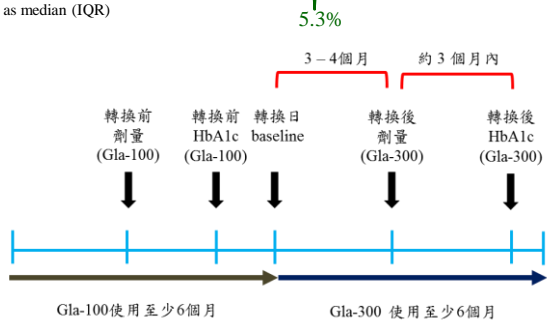 as median (IQR)
5.3%
3 – 4個月
約 3 個月內
轉換前
劑量
(Gla-100)
轉換前
HbA1c
(Gla-100)
轉換日
baseline
轉換後
劑量
(Gla-300)
轉換後
HbA1c
(Gla-300)
Gla-100使用至少6個月
Gla-300 使用至少6個月